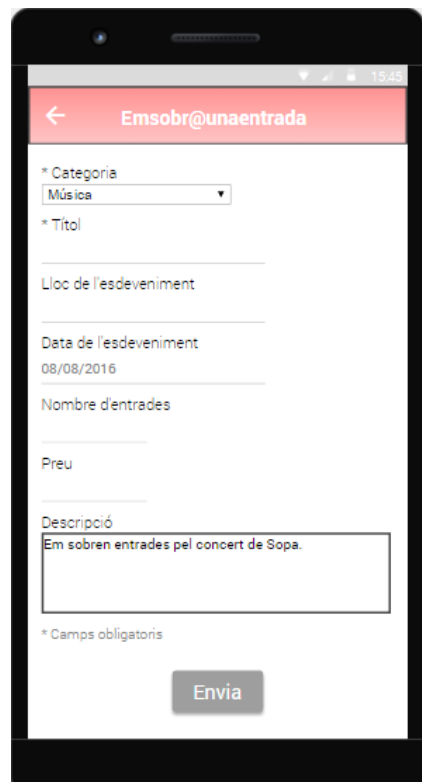 15:45
Emsobr@unaentrada
* Categoria
Música
* Títol
Lloc de l'esdeveniment
Data de l'esdeveniment
08/08/2016
Nombre d'entrades
Preu
Descripció
Em sobren entrades pel concert de Sopa.
* Camps obligatoris
Envia